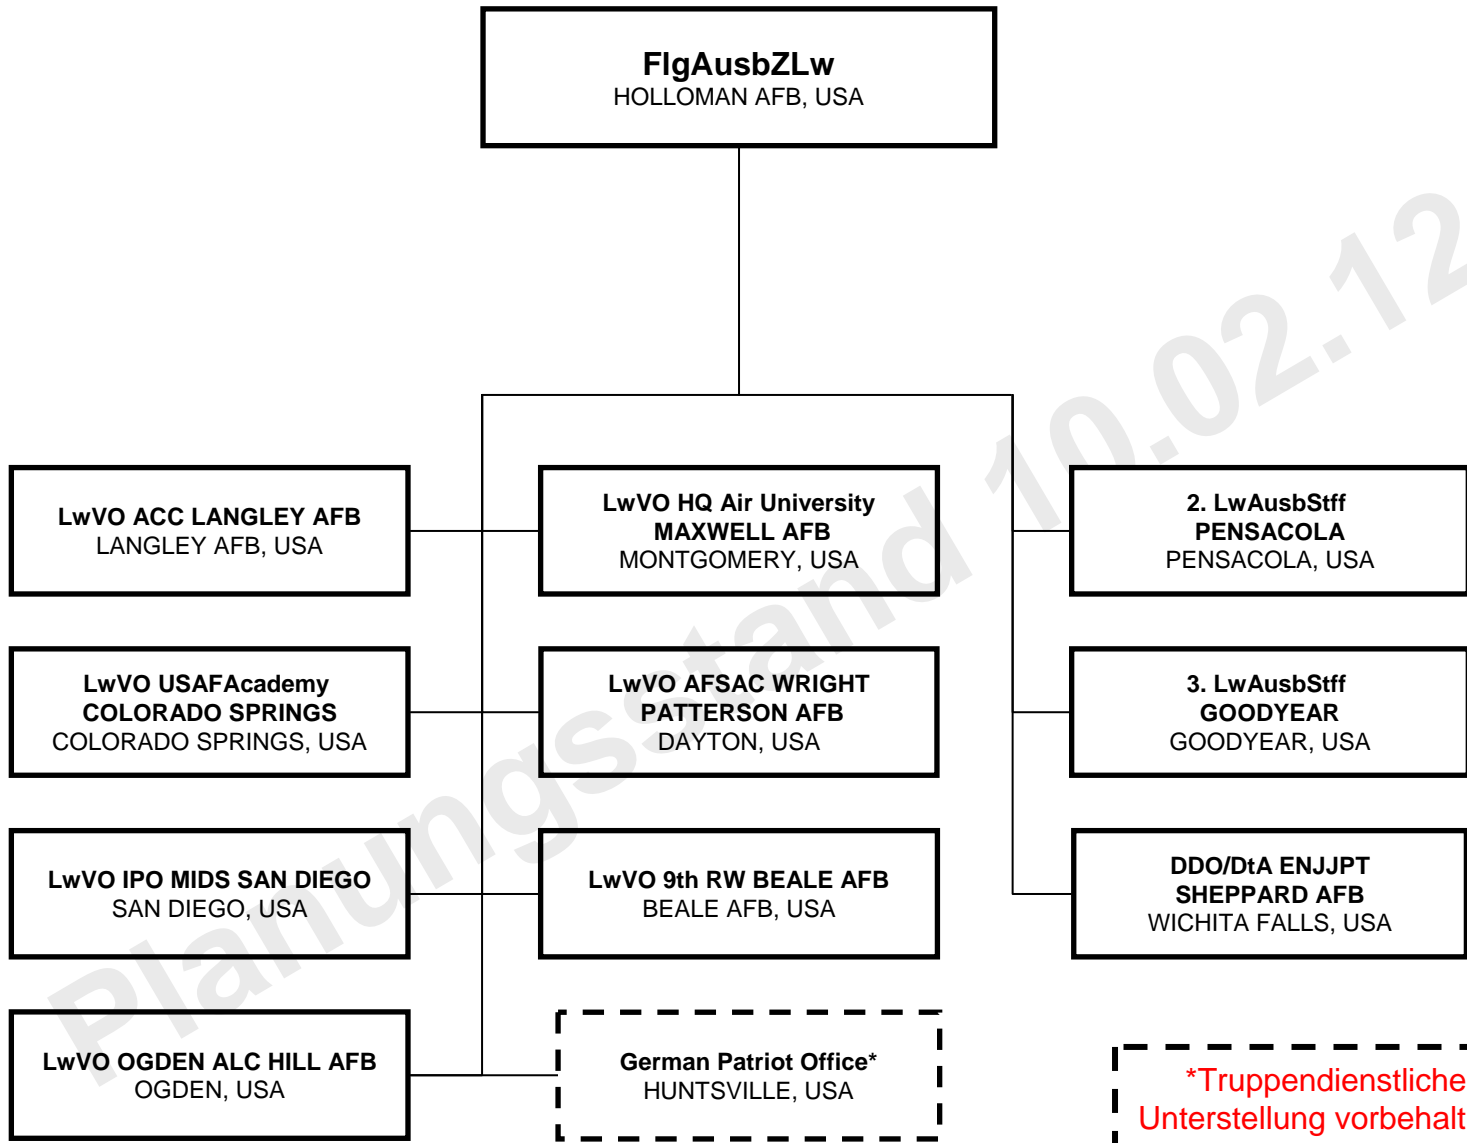 FlgAusbZLw
HOLLOMAN AFB, USA
LwVO ACC LANGLEY AFB
LANGLEY AFB, USA
LwVO HQ Air University
MAXWELL AFB
MONTGOMERY, USA
2. LwAusbStff
PENSACOLA
PENSACOLA, USA
LwVO USAFAcademy
COLORADO SPRINGS
COLORADO SPRINGS, USA
LwVO AFSAC WRIGHT
PATTERSON AFB
DAYTON, USA
3. LwAusbStff
GOODYEAR
GOODYEAR, USA
LwVO IPO MIDS SAN DIEGO
SAN DIEGO, USA
LwVO 9th RW BEALE AFB
BEALE AFB, USA
DDO/DtA ENJJPT
SHEPPARD AFB
WICHITA FALLS, USA
LwVO OGDEN ALC HILL AFB
OGDEN, USA
German Patriot Office*
HUNTSVILLE, USA
*Truppendienstliche
Unterstellung vorbehalt
Planungsstand 10.02.12